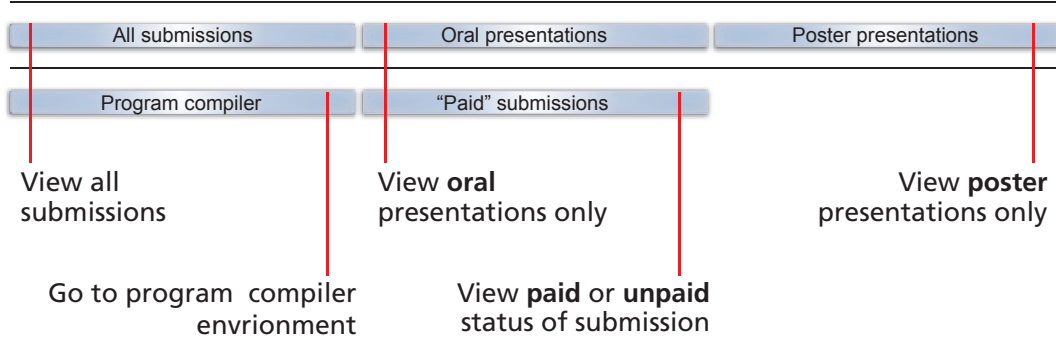 All submissions
Oral presentations
Poster presentations
Program compiler
“Paid” submissions
View all
submissions
View oral
presentations only
View poster
presentations only
Go to program compiler
envrionment
View paid or unpaid
status of submission